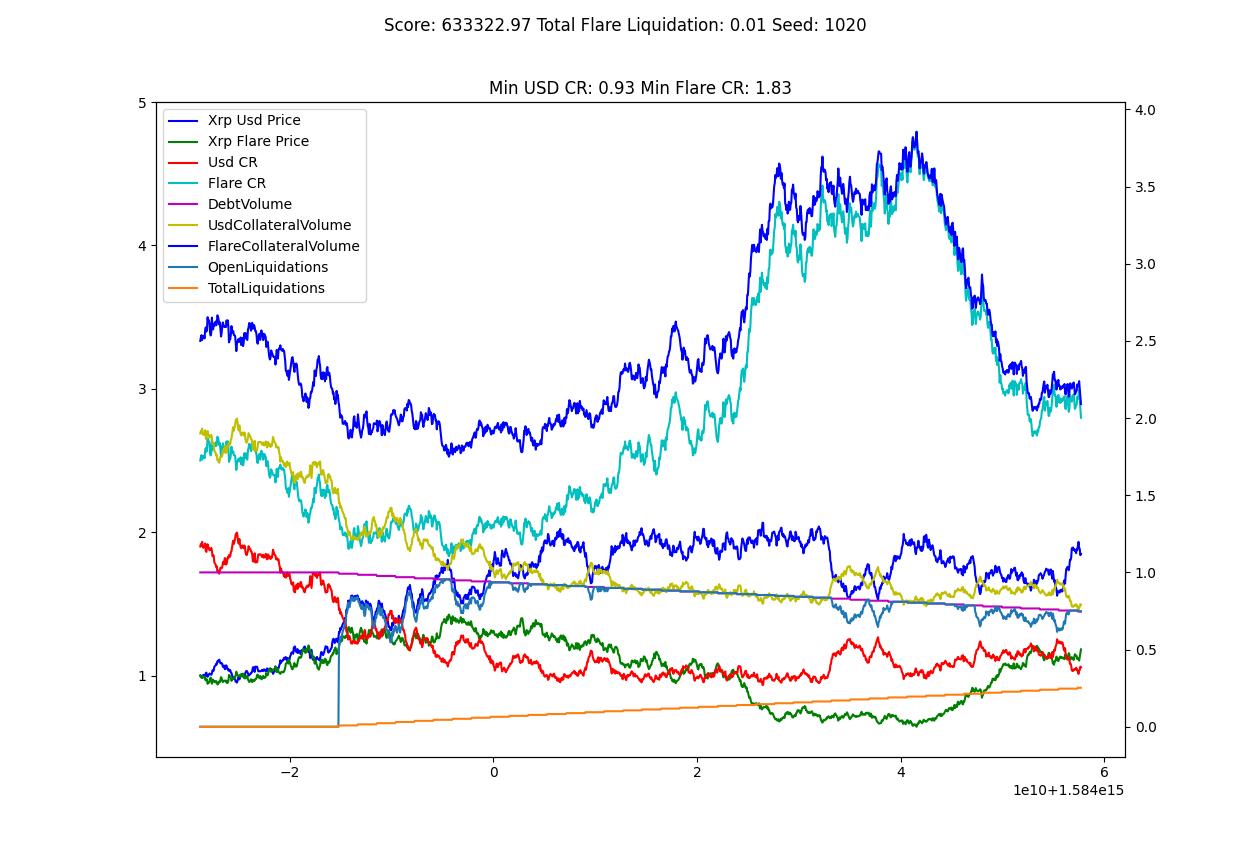 Score: 633322.97 Total Flare Liquidation: 0.01 Seed: 1020
Min USD CR: 0.93 Min Flare CR: 1.83
Xrp Usd Price
Xrp Flare Price
Usd CR
Flare CR
DebtVolume
UsdCollateralVolume
FlareCollateralVolume
OpenLiquidations
TotalLiquidations
5
4
3
2
1
4.0
3.5
3.0
2.5
2.0
1.5
1.0
0.5
0.0
−2 0 2 4 6
1e10+1.584e15